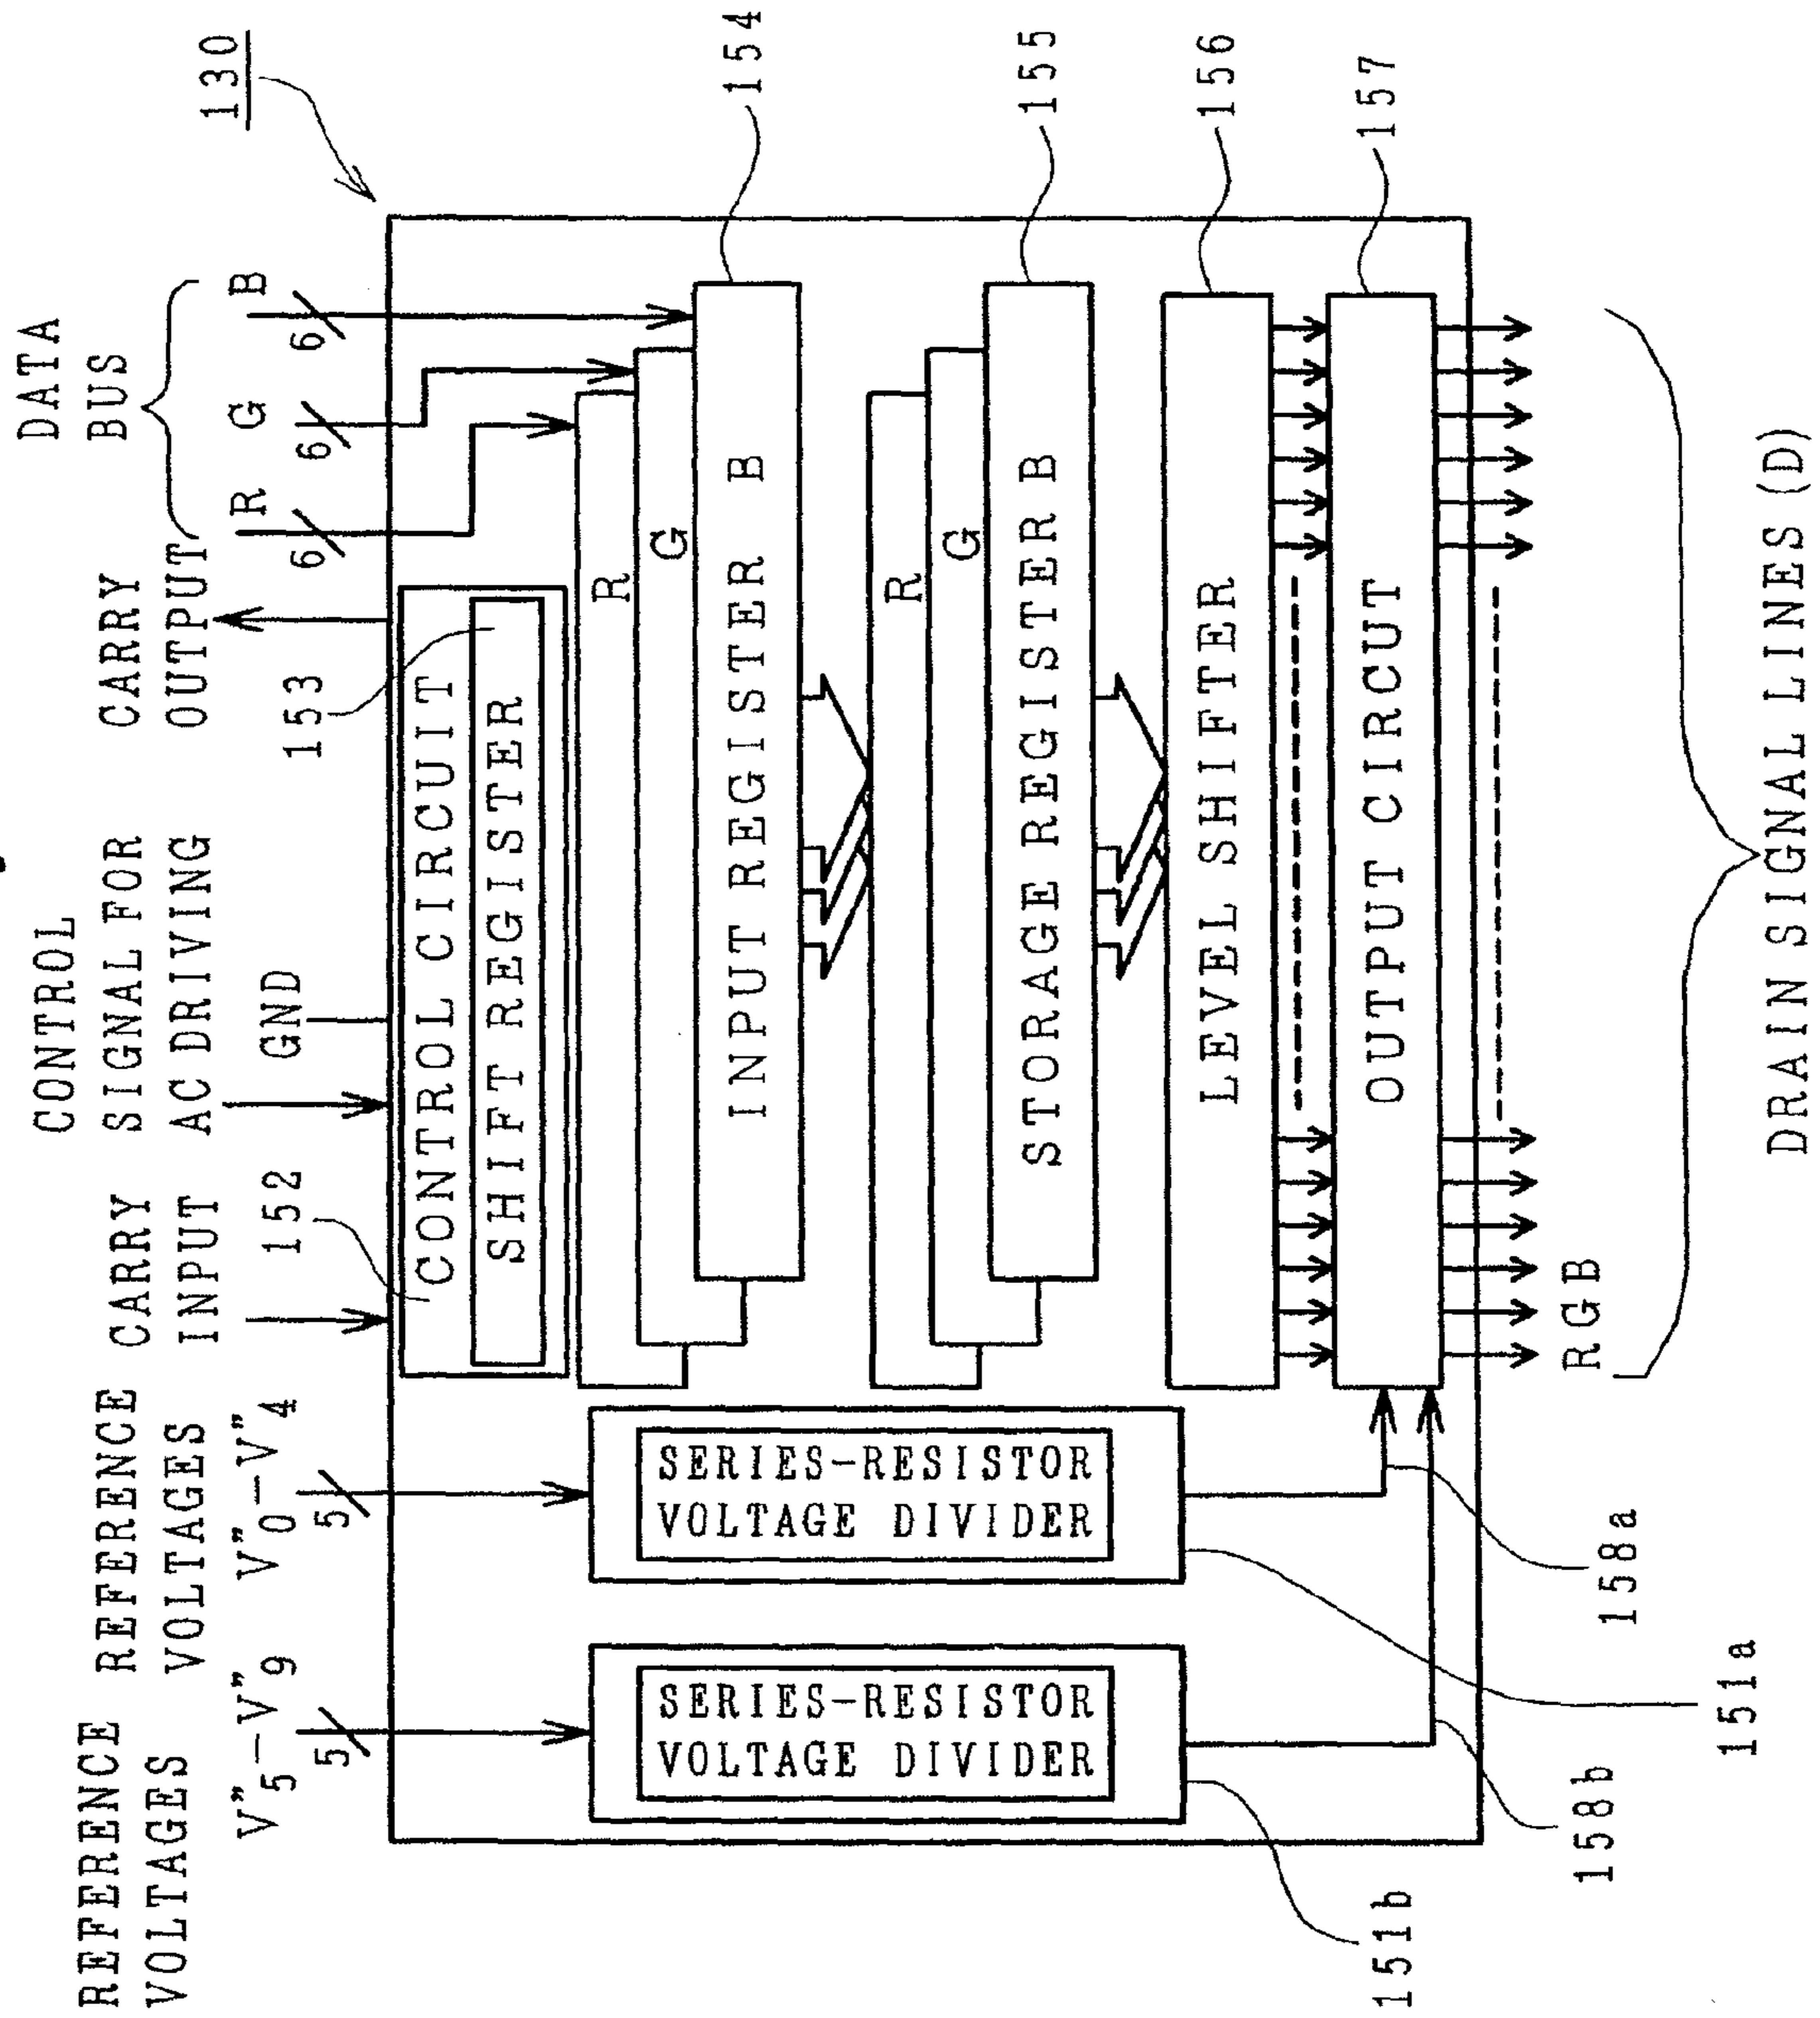 REFERENCE
VOLTAGES
V"5−V"9
5
REFERENCE
VOLTAGES
V"0−V"4
5
CARRY
INPUT
152
CONTROL
SIGNAL FOR
AC DRIVING
GND
CARRY
OUTPUT
153
DATA
BUS
R
G
B
6
6
6
130
CONTROL CIRCUIT
SHIFT REGISTER
R
G
INPUT REGISTER B
154
R
G
STORAGE REGISTER B
155
LEVEL SHIFTER
156
OUTPUT CIRCUT
157
SERIES−RESISTOR
VOLTAGE DIVIDER
SERIES−RESISTOR
VOLTAGE DIVIDER
151b
158b
151a
158a
RGB
DRAIN SIGNAL LINES (D)